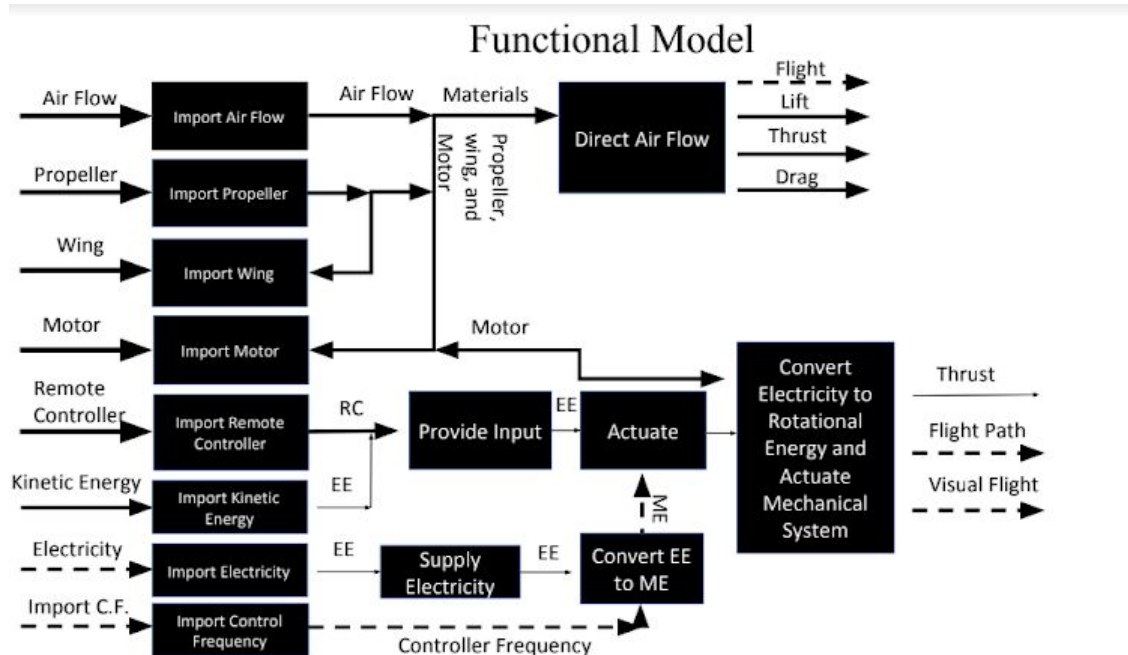 Functional Model
Air Flow
Import Air Flow
Air Flow
Materials
Direct Air Flow
Flight
Lift
Thrust
Drag
Propeller
Import Propeller
Propeller,
wing, and
Motor
Wing
Import Wing
Motor
Import Motor
Motor
Remote
Controller
Import Remote
Controller
RC
Provide Input
EE
Actuate
Convert
Electricity to
Rotational
Energy and
Actuate
Mechanical
System
Thrust
Flight Path
Visual Flight
Kinetic Energy
Import Kinetic
Energy
EE
ME
Electricity
Import Electricity
EE
Supply
Electricity
EE
Convert EE
to ME
Import C.F.
Import Control
Frequency
Controller Frequency